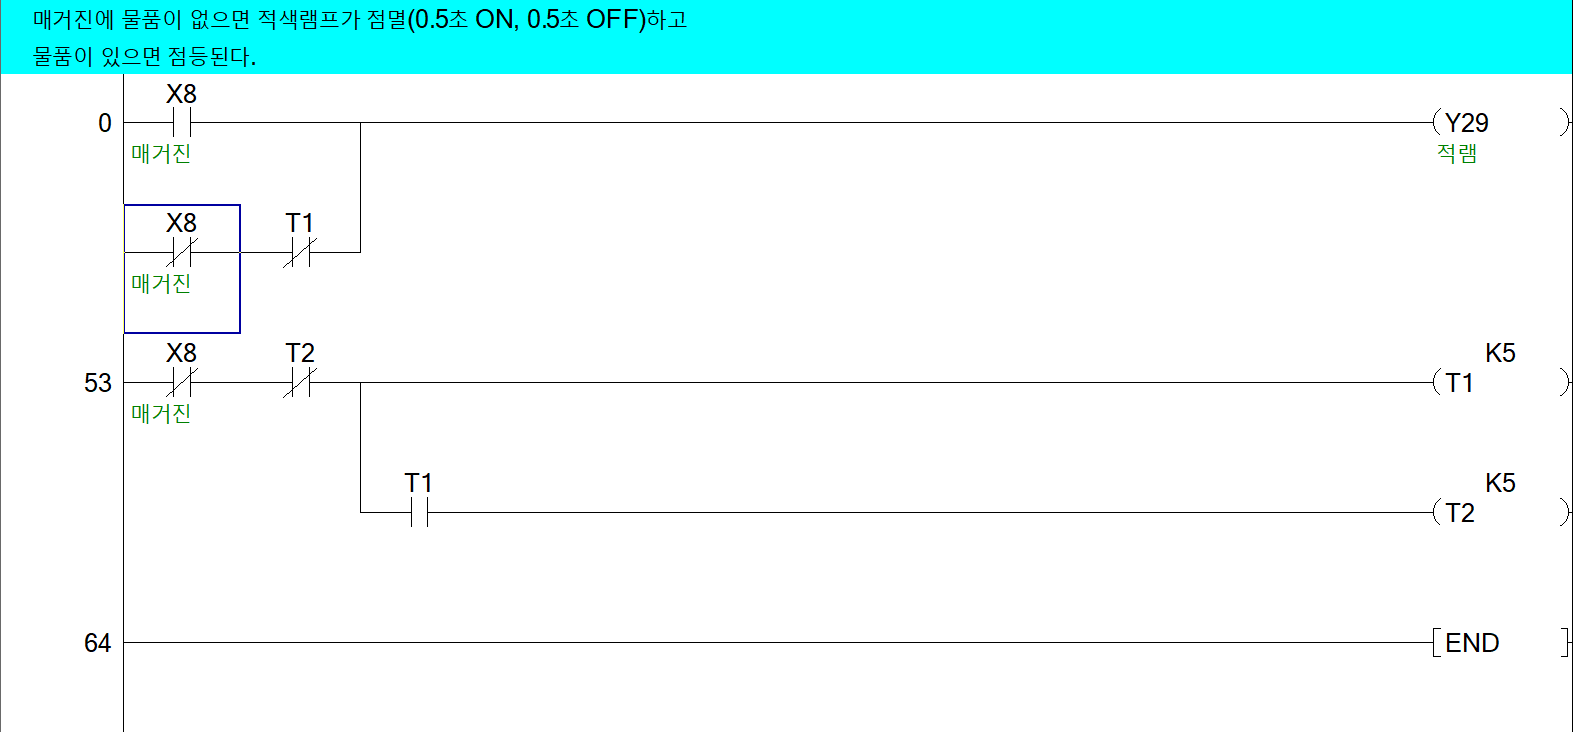 매거진에 물품이 없으면 적색램프가 점멸(0.5초 ON, 0.5초 OFF)하고
물품이 있으면 점등된다.
X8
0
Y29
매거진
적램
X8
T1
매거진
X8
T2
K5
53
T1
매거진
T1
K5
T2
64
END